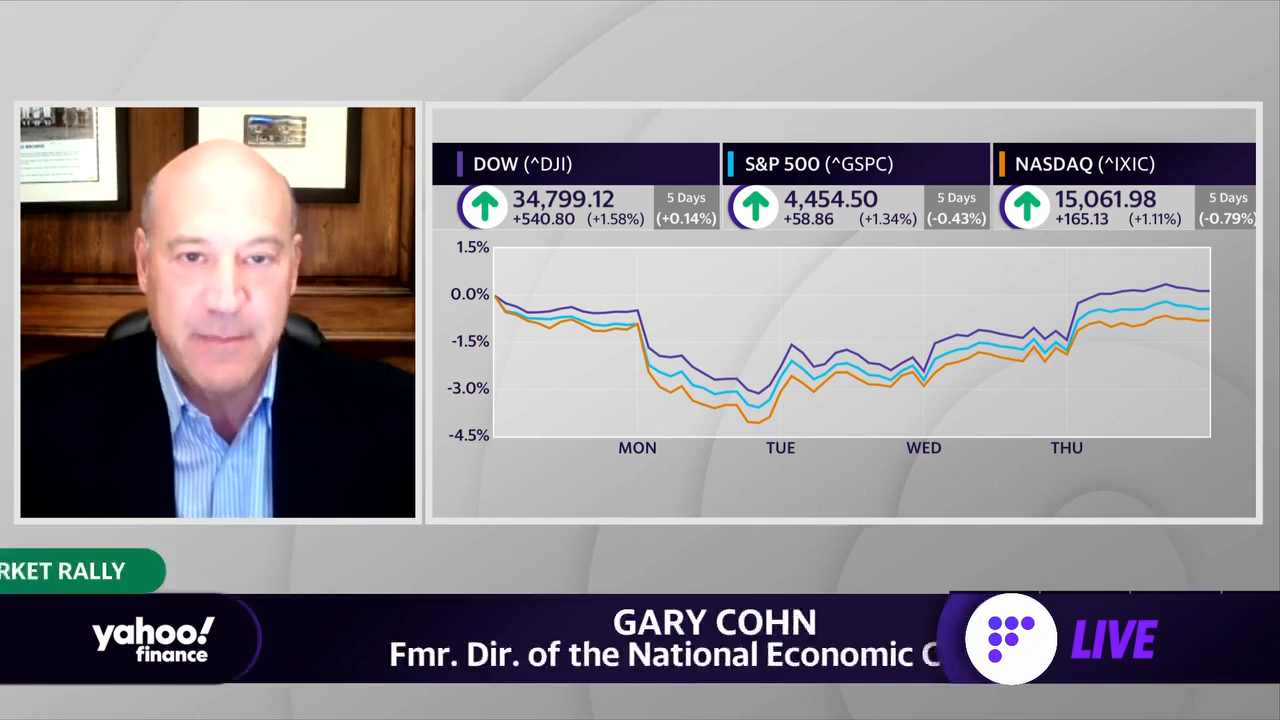 DOW (^DJI)
34,799.12
+540.80 (+1.58%)
5 Days
(+0.14%)
S&P 500 (^GSPC)
4,454.50
+58.86 (+1.34%)
5 Days
(-0.43%)
NASDAQ (^IXIC)
15,061.98
+165.13 (+1.11%)
5 Days
(-0.79%)
1.5%
0.0%
-1.5%
-3.0%
-4.5%
MON TUE WED THU
RKET RALLY
yahoo!
finance
GARY COHN
Fmr. Dir. of the National Economic C
LIVE